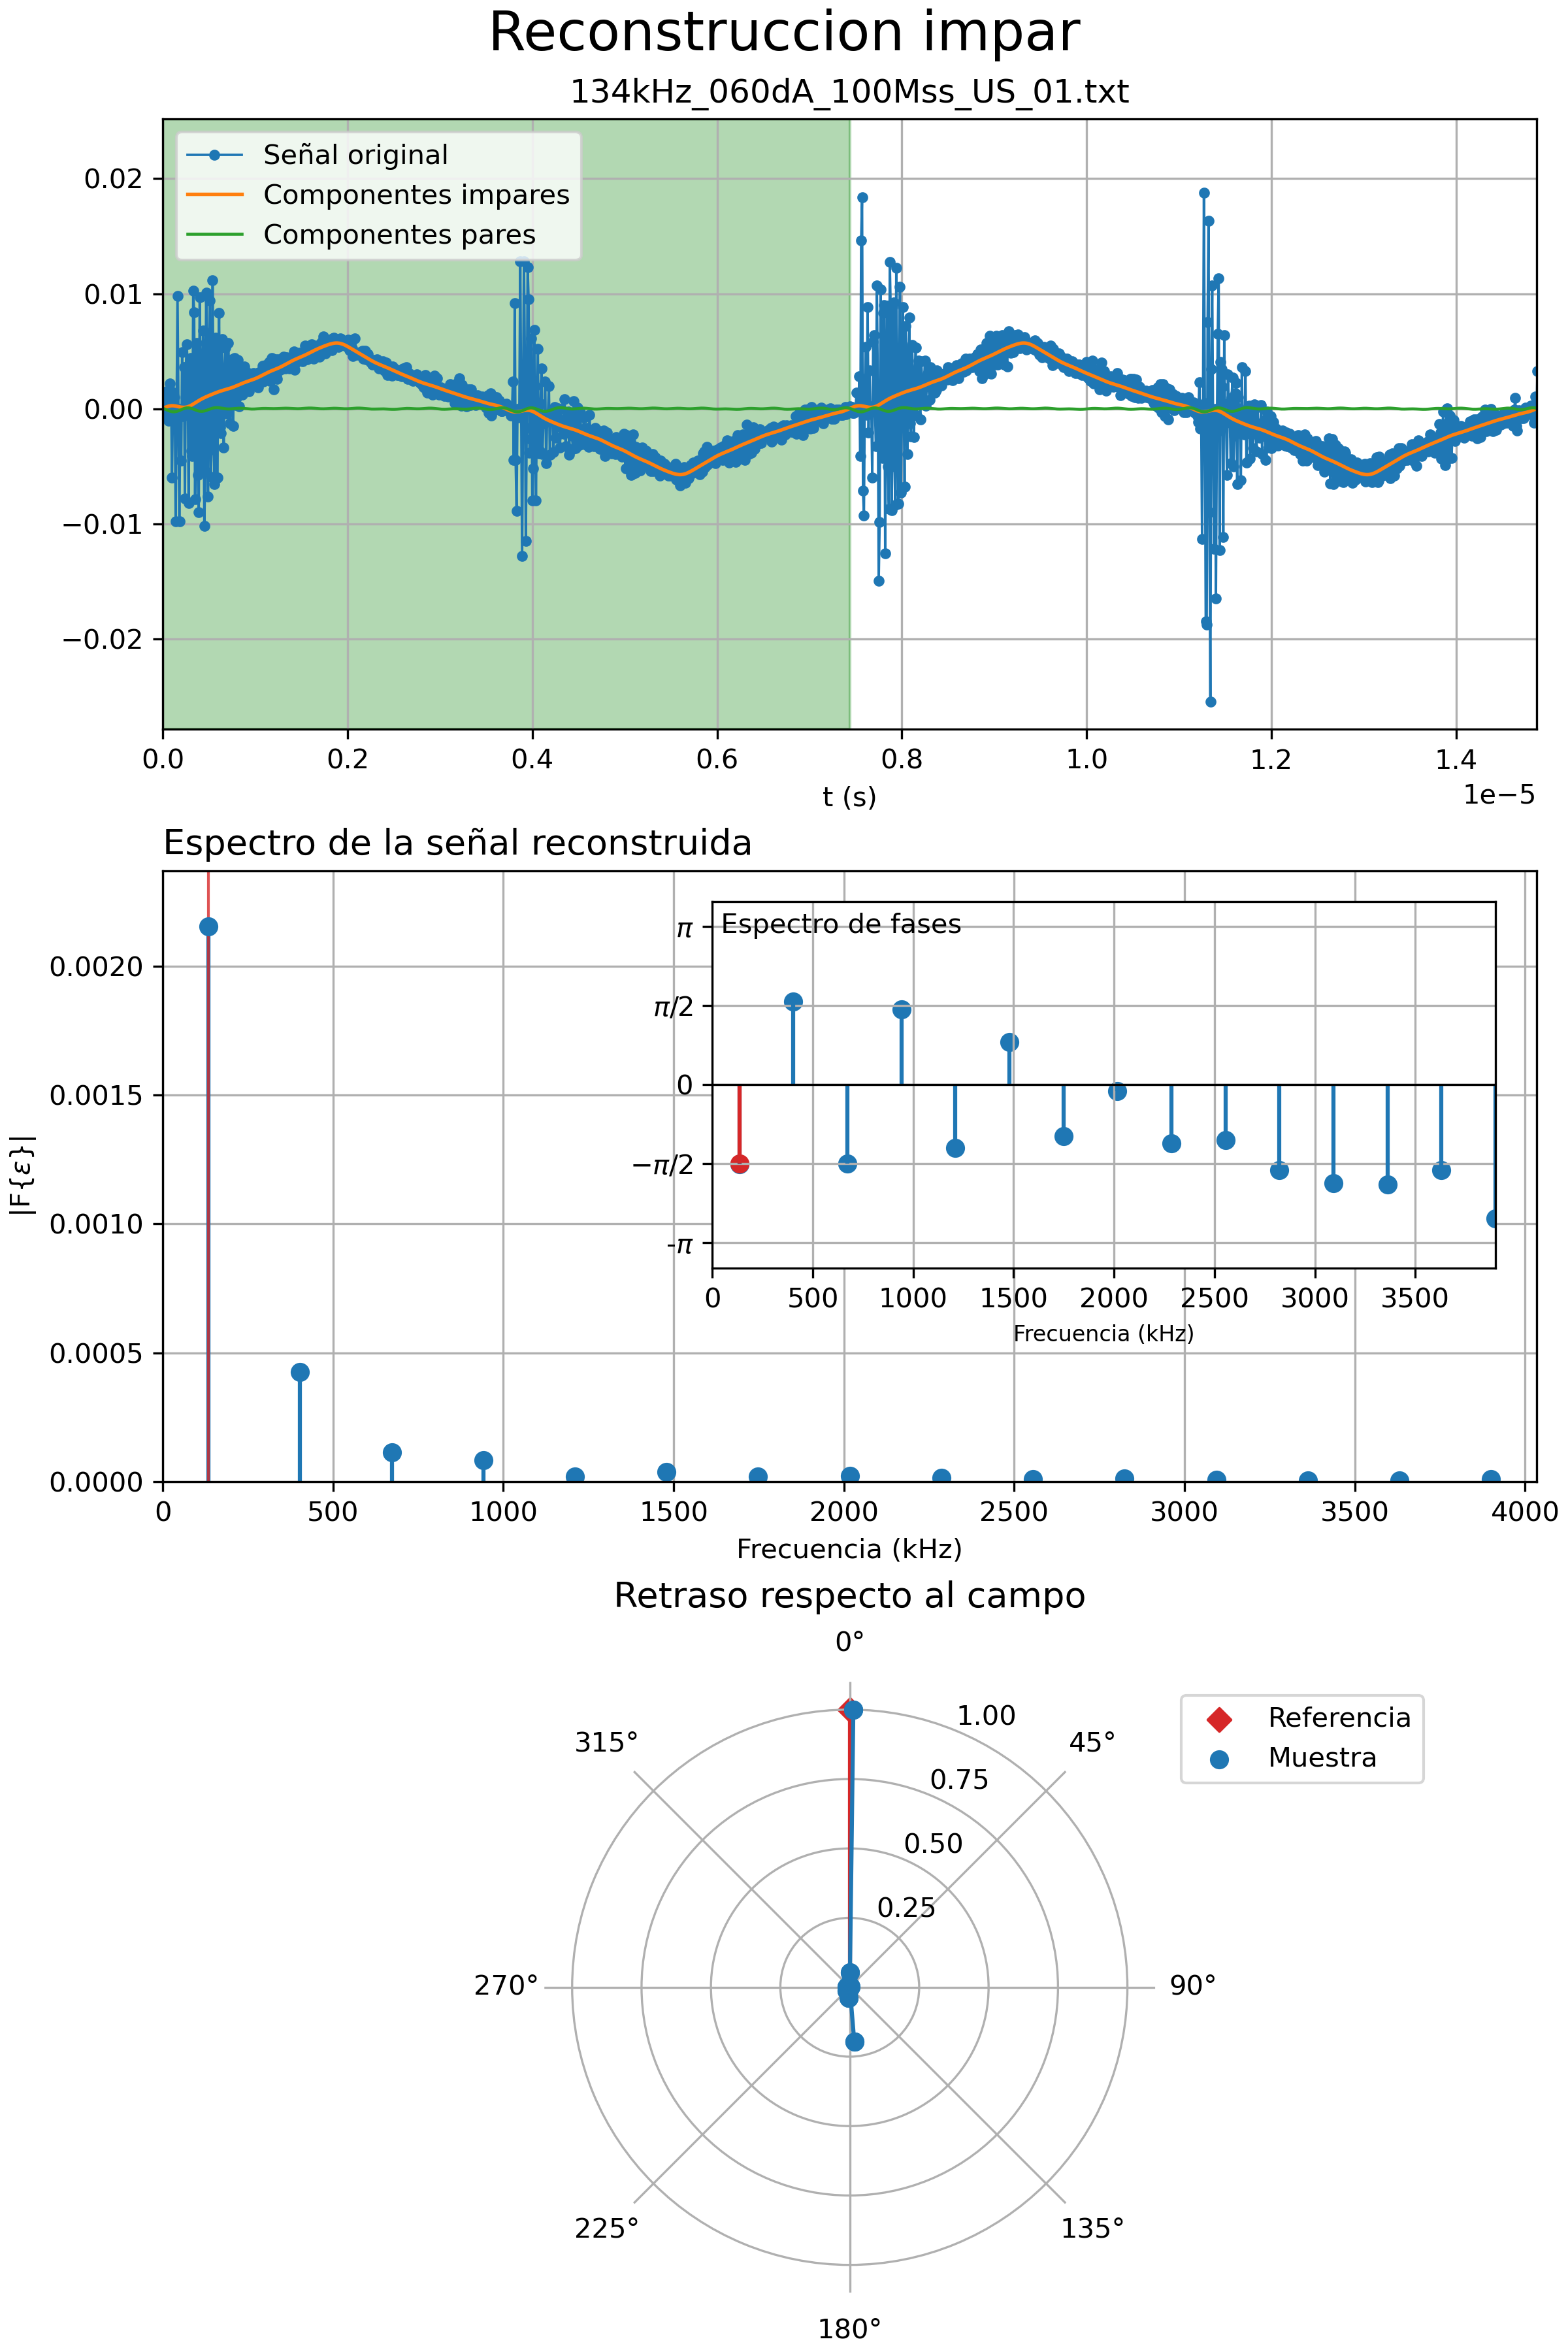 Reconstruccion impar
134kHz_060dA_100Mss_US_01.txt
Señal original
Componentes impares
Componentes pares
0.02
0.01
0.00
−0.01
−0.02
0.0 0.2 0.4 0.6 0.8 1.0 1.2 1.4
t (s)
1e−5
Espectro de la señal reconstruida
|F{ε}|
0.0020
0.0015
0.0010
0.0005
0.0000
0 500 1000 1500 2000 2500 3000 3500 4000
Frecuencia (kHz)
Espectro de fases
π
π/2
0
−π/2
-π
0 500 1000 1500 2000 2500 3000 3500
Frecuencia (kHz)
Retraso respecto al campo
0°
45°
90°
135°
180°
225°
270°
315°
1.00
0.75
0.50
0.25
Referencia
Muestra